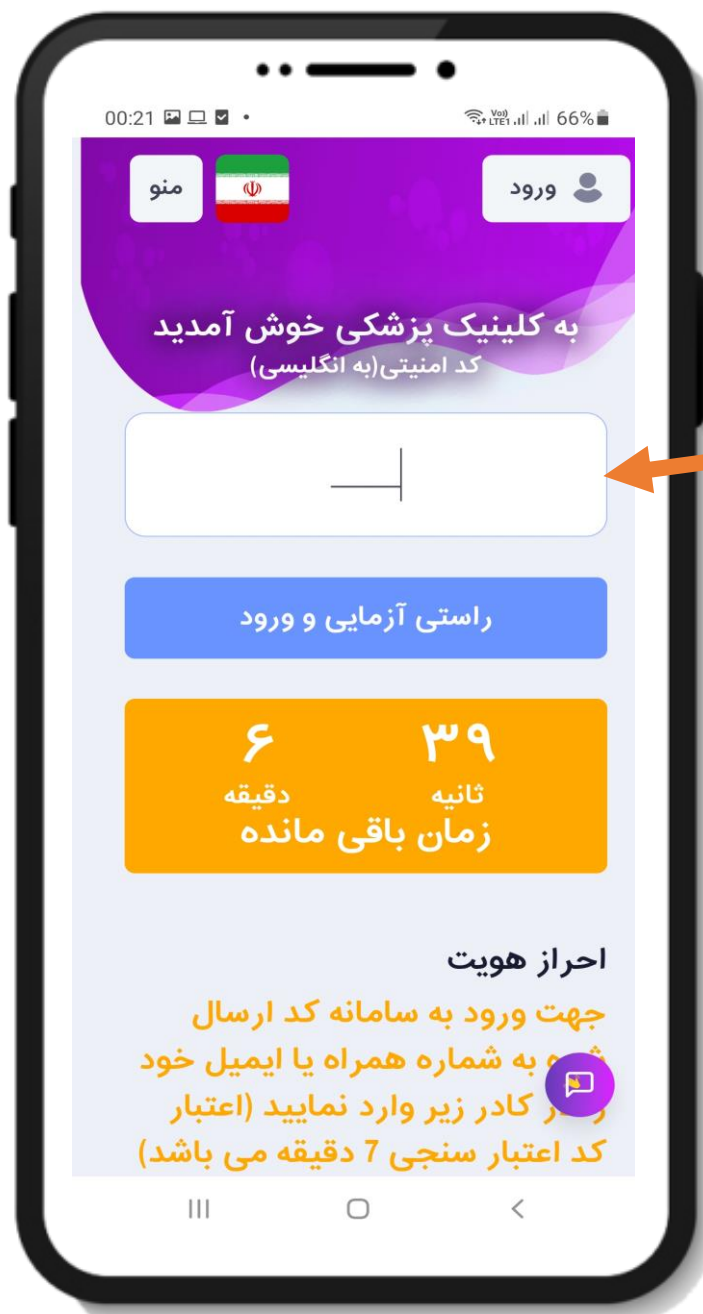 00:21
Vo)) LTE1 66%
ورود
منو
به کلینیک پزشکی خوش آمدید
کد امنیتی(به انگلیسی)
راستی آزمایی و ورود
۳۹ ۶
ثانیه دقیقه
زمان باقی مانده
احراز هویت
جهت ورود به سامانه کد ارسال
به شماره همراه یا ایمیل خود
کادر زیر وارد نمایید (اعتبار
کد اعتبار سنجی 7 دقیقه می باشد)